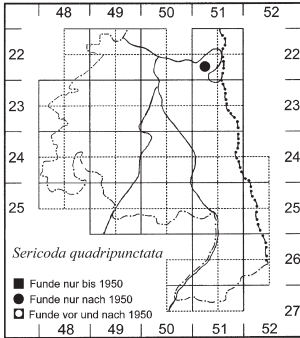 48 49 50 51 52
22 22
23 23
24 24
25 25
Sericoda quadripunctata
26
Funde nur bis 1950
Funde nur nach 1950
Funde vor und nach 1950
27
48 49 50 51 52